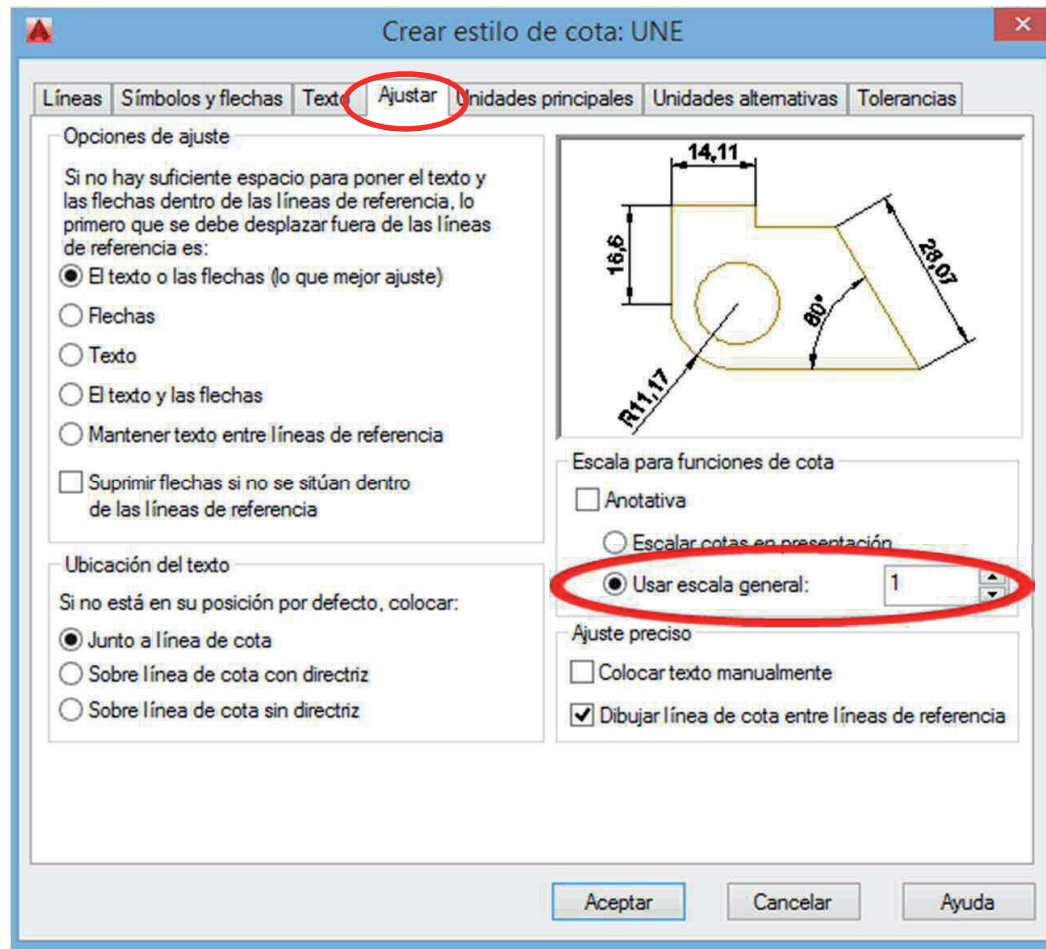 Crear estilo de cota: UNE
Líneas
Símbolos y flechas
Texto
Ajustar
Unidades principales
Unidades alternativas
Tolerancias
Opciones de ajuste
Si no hay suficiente espacio para poner el texto y
las flechas dentro de las líneas de referencia, lo
primero que se debe desplazar fuera de las líneas
de referencia es:
El texto o las flechas (lo que mejor ajuste)
Flechas
Texto
El texto y las flechas
Mantener texto entre líneas de referencia
Suprimir flechas si no se sitúan dentro
de las líneas de referencia
Ubicación del texto
Si no está en su posición por defecto, colocar:
Junto a línea de cota
Sobre línea de cota con directriz
Sobre línea de cota sin directriz
14,11
16,6
28,07
60°
R11,17
Escala para funciones de cota
Anotativa
Escalar cotas en presentación
Usar escala general:
1
Ajuste preciso
Colocar texto manualmente
Dibujar línea de cota entre líneas de referencia
Aceptar
Cancelar
Ayuda